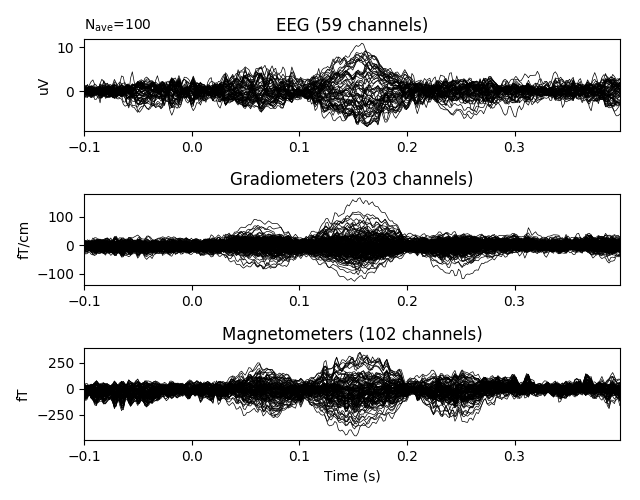 Nave=100
EEG (59 channels)
10
0
uV
−0.1 0.0 0.1 0.2 0.3
Gradiometers (203 channels)
100
0
−100
fT/cm
−0.1 0.0 0.1 0.2 0.3
Magnetometers (102 channels)
250
0
−250
fT
−0.1 0.0 0.1 0.2 0.3
Time (s)